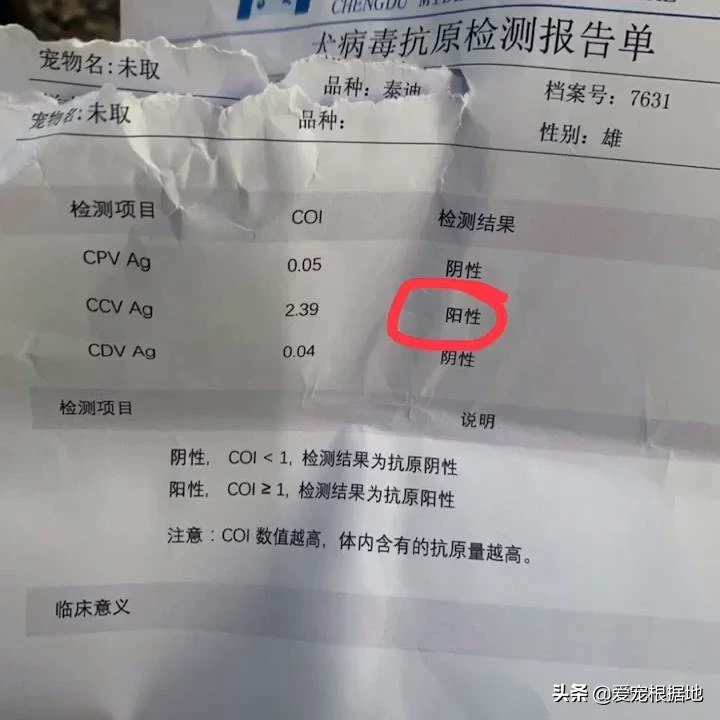 CHENGDU
犬病毒抗原检测报告单
宠物名:未取
品种:泰迪
档案号:7631
宠物名:未取
品种:
性别:雄
检测项目 COI 检测结果
CPV Ag 0.05 阴性
CCV Ag 2.39 阳性
CDV Ag 0.04 阴性
检测项目 说明
阴性, COI < 1, 检测结果为抗原阴性
阳性, COI ≥ 1, 检测结果为抗原阳性
注意:COI 数值越高,体内含有的抗原量越高。
临床意义
头条 @爱宠根据地